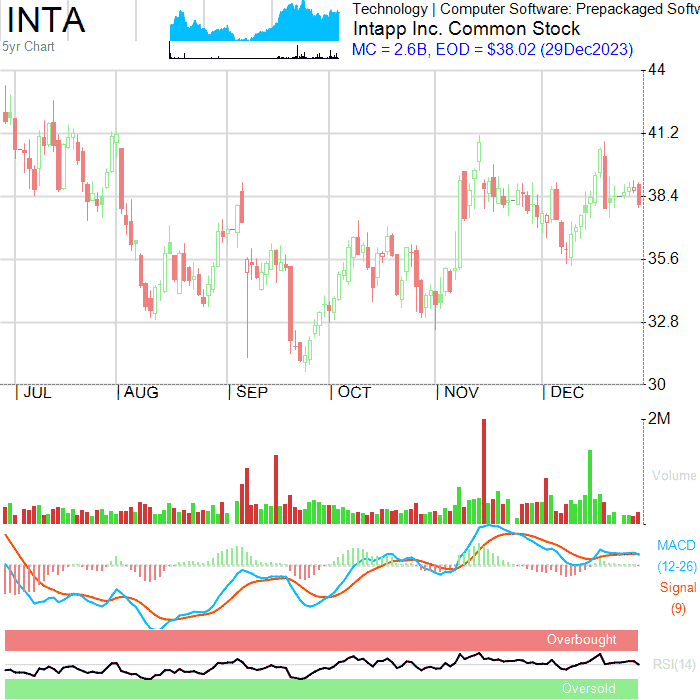 INTA
5yr Chart
Technology | Computer Software: Prepackaged Softw
Intapp Inc. Common Stock
MC = 2.6B, EOD = $38.02 (29Dec2023)
44
41.2
38.4
35.6
32.8
30
| JUL | AUG | SEP | OCT | NOV | DEC
2M
Volume
MACD
(12-26)
Signal
(9)
Overbought
RSI(14)
Oversold